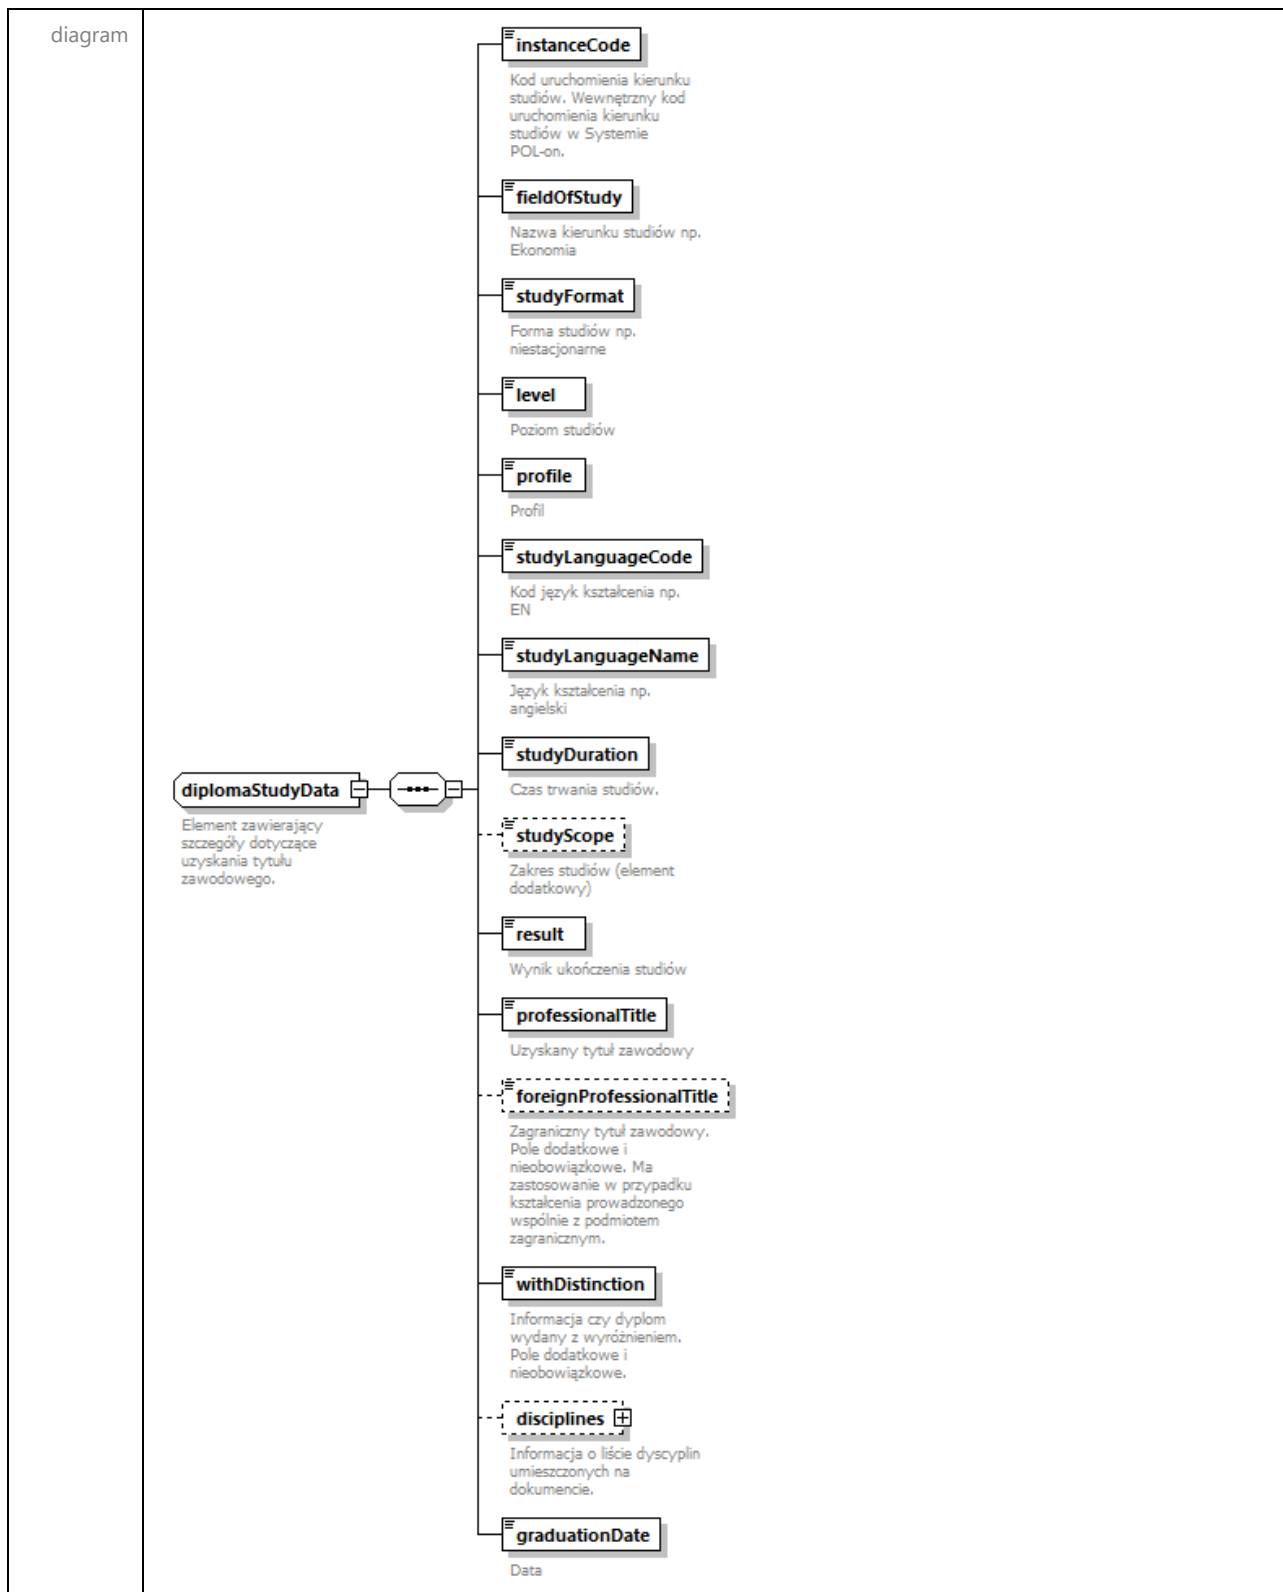 diagram
instanceCode
Kod uruchomienia kierunku
studiów. Wewnętrzny kod
uruchomienia kierunku
studiów w Systemie
POL-on.
fieldOfStudy
Nazwa kierunku studiów np.
Ekonomia
studyFormat
Forma studiów np.
niestacjonarne
level
Poziom studiów
profile
Profil
studyLanguageCode
Kod język kształcenia np.
EN
studyLanguageName
Język kształcenia np.
angielski
studyDuration
Czas trwania studiów.
diplomaStudyData
Element zawierający
szczegóły dotyczące
uzyskania tytułu
zawodowego.
studyScope
Zakres studiów (element
dodatkowy)
result
Wynik ukończenia studiów
professionalTitle
Uzyskany tytuł zawodowy
foreignProfessionalTitle
Zagraniczny tytuł zawodowy.
Pole dodatkowe i
nieobowiązkowe. Ma
zastosowanie w przypadku
kształcenia prowadzonego
wspólnie z podmiotem
zagranicznym.
withDistinction
Informacja czy dyplom
wydany z wyróżnieniem.
Pole dodatkowe i
nieobowiązkowe.
disciplines
Informacja o liście dyscyplin
umieszczonych na
dokumencie.
graduationDate
Data